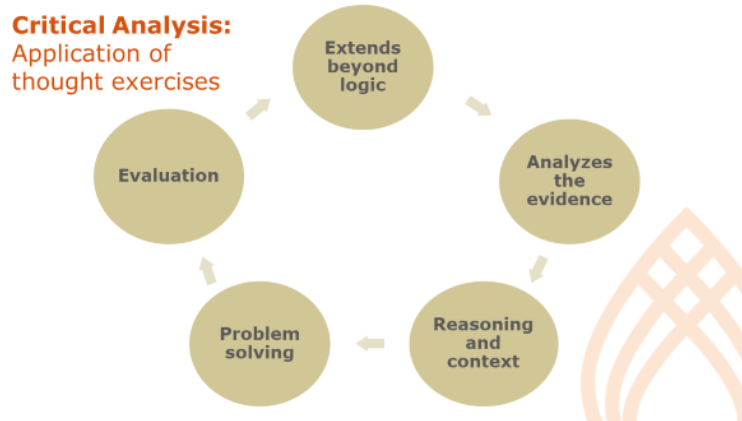 Critical Analysis:
Application of
thought exercises
Extends
beyond
logic
Analyzes
the
evidence
Reasoning
and
context
Problem
solving
Evaluation